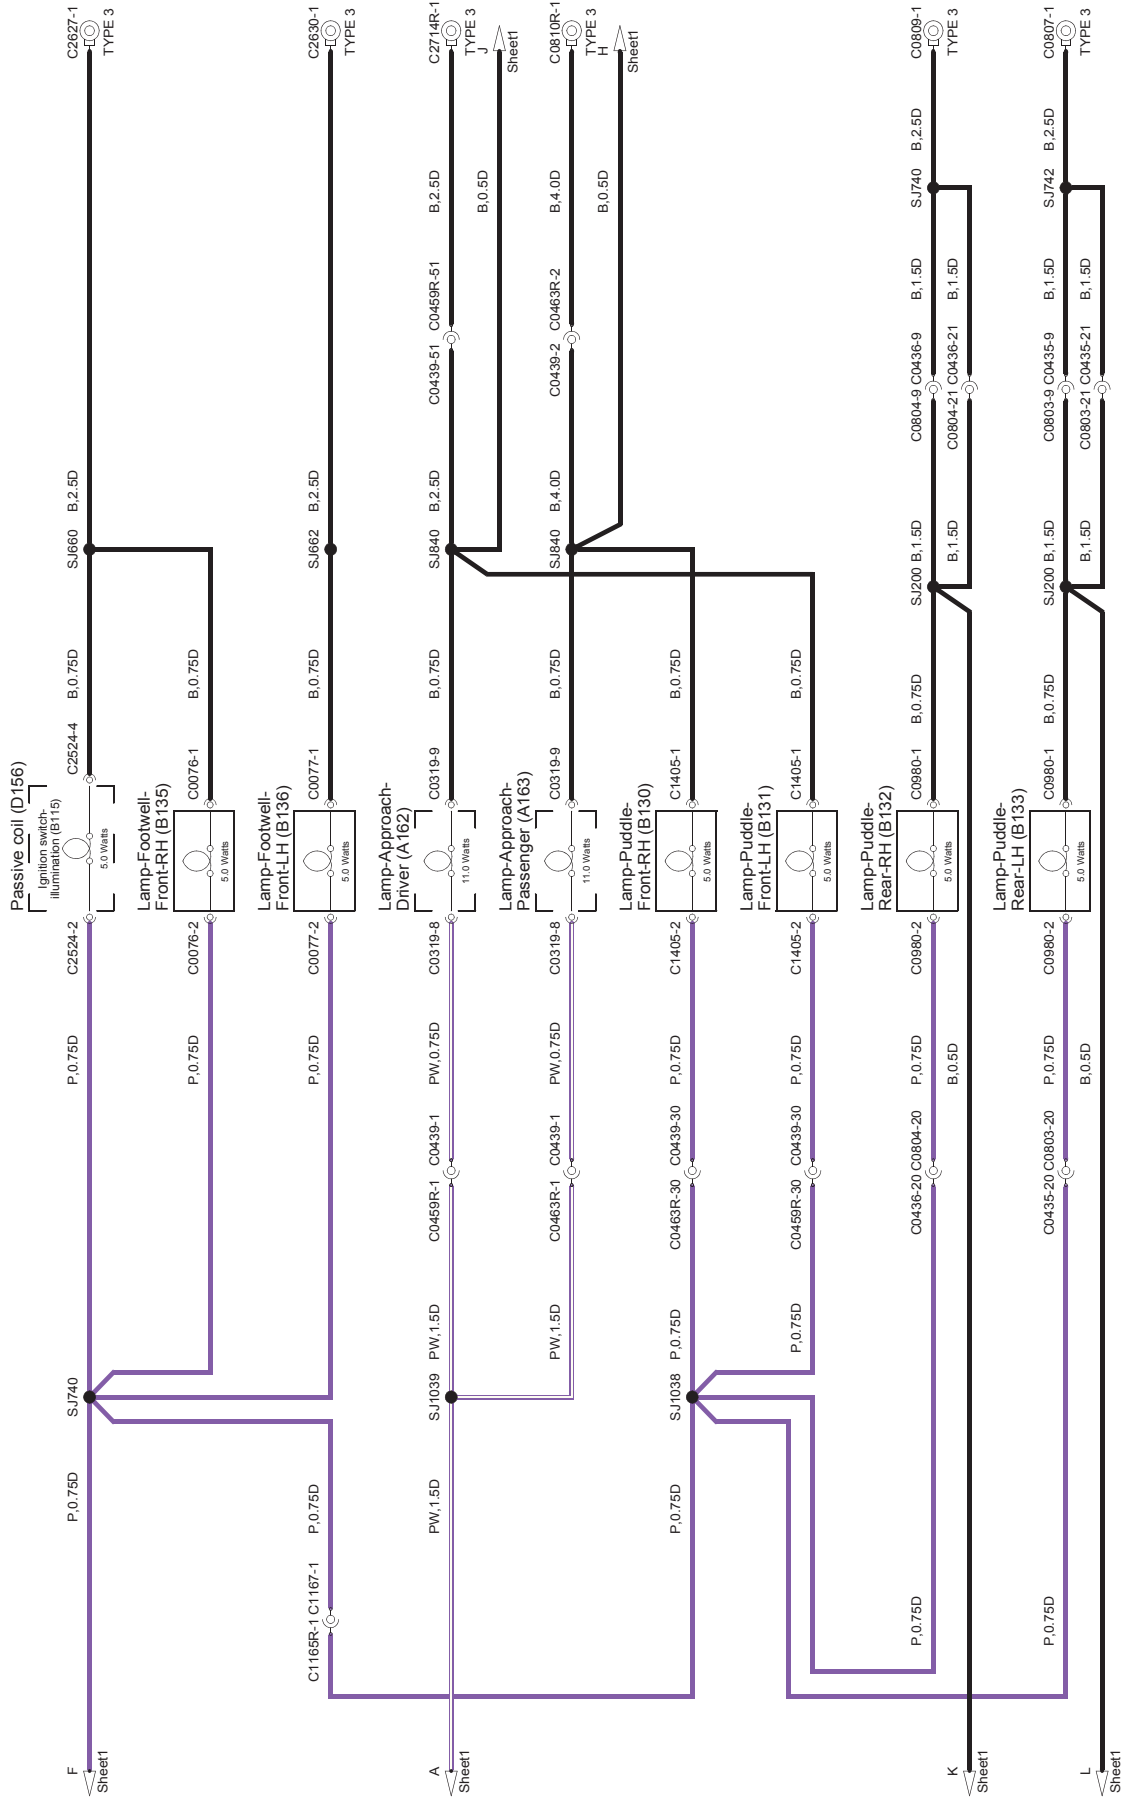 C2627-1
TYPE 3
B,2.5D
SJ660
B,0.75D
C2524-4
Passive coil (D156)
Ignition switch-
illumination (B115)
5.0 Watts
C2524-2
P,0.75D
SJ740
P,0.75D
F
Sheet1
B,0.75D
C0076-1
Lamp-Footwell-
Front-RH (B135)
5.0 Watts
C0076-2
P,0.75D
C2630-1
TYPE 3
B,2.5D
SJ662
B,0.75D
C0077-1
Lamp-Footwell-
Front-LH (B136)
5.0 Watts
C0077-2
P,0.75D
P,0.75D
C1165R-1 C1167-1
C2714R-1
TYPE 3
J
Sheet1
B,2.5D
B,0.5D
C0439-51 C0459R-51
B,2.5D
SJ840
B,0.75D
C0319-9
Lamp-Approach-
Driver (A162)
11.0 Watts
C0319-8
PW,0.75D
C0459R-1 C0439-1
PW,1.5D
SJ1039
PW,1.5D
A
Sheet1
C0810R-1
TYPE 3
H
Sheet1
B,4.0D
B,0.5D
C0439-2 C0463R-2
B,4.0D
SJ840
B,0.75D
C0319-9
Lamp-Approach-
Passenger (A163)
11.0 Watts
C0319-8
PW,0.75D
C0463R-1 C0439-1
PW,1.5D
B,0.75D
C1405-1
Lamp-Puddle-
Front-RH (B130)
5.0 Watts
C1405-2
P,0.75D
C0463R-30 C0439-30
P,0.75D
SJ1038
P,0.75D
B,0.75D
C1405-1
Lamp-Puddle-
Front-LH (B131)
5.0 Watts
C1405-2
P,0.75D
C0459R-30 C0439-30
P,0.75D
C0809-1
TYPE 3
B,2.5D
SJ740
B,1.5D
B,1.5D
C0804-9 C0436-9
C0804-21 C0436-21
SJ200 B,1.5D
B,1.5D
B,0.75D
C0980-1
Lamp-Puddle-
Rear-RH (B132)
5.0 Watts
C0980-2
P,0.75D
B,0.5D
C0436-20 C0804-20
P,0.75D
K
Sheet1
C0807-1
TYPE 3
B,2.5D
SJ742
B,1.5D
B,1.5D
C0803-9 C0435-9
C0803-21 C0435-21
SJ200 B,1.5D
B,1.5D
B,0.75D
C0980-1
Lamp-Puddle-
Rear-LH (B133)
5.0 Watts
C0980-2
P,0.75D
B,0.5D
C0435-20 C0803-20
P,0.75D
L
Sheet1